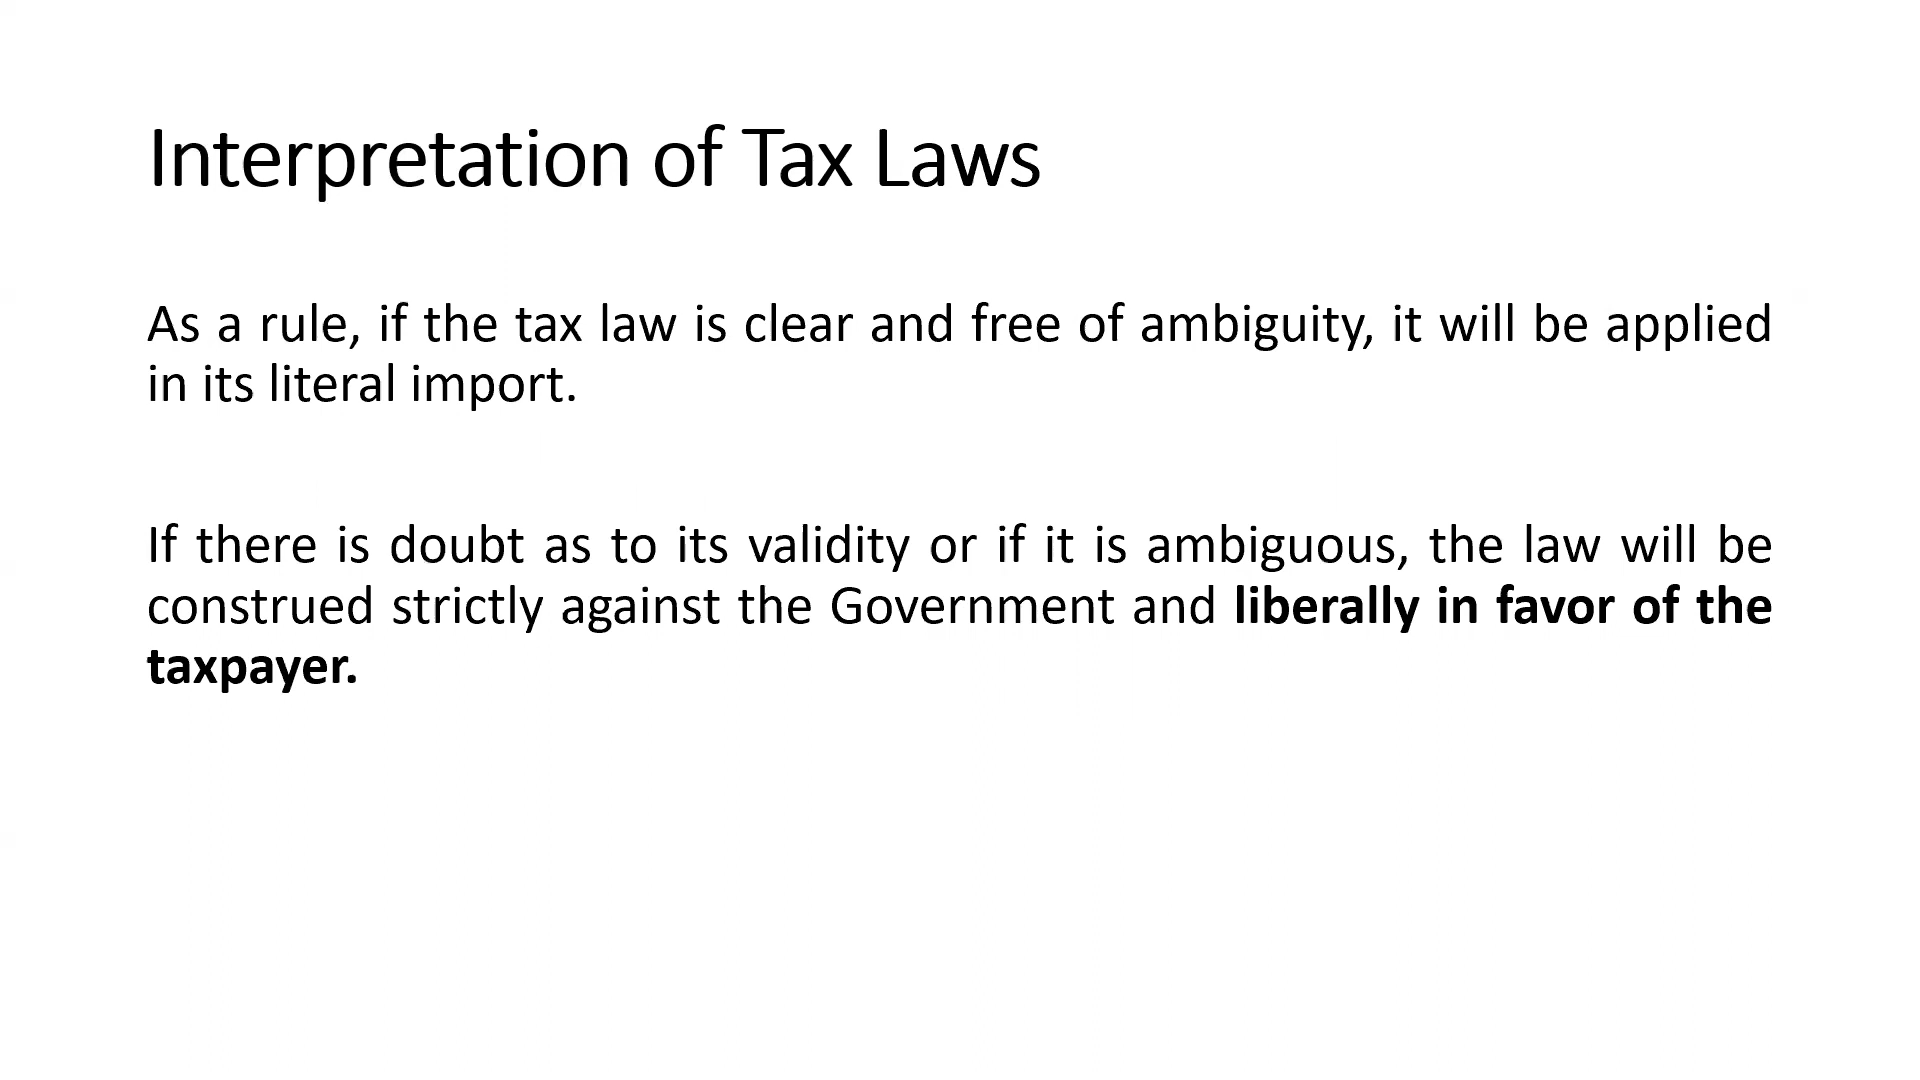 Interpretation of Tax Laws
As a rule, if the tax law is clear and free of ambiguity, it will be applied
in its literal import.
If there is doubt as to its validity or if it is ambiguous, the law will be
construed strictly against the Government and liberally in favor of the
taxpayer.